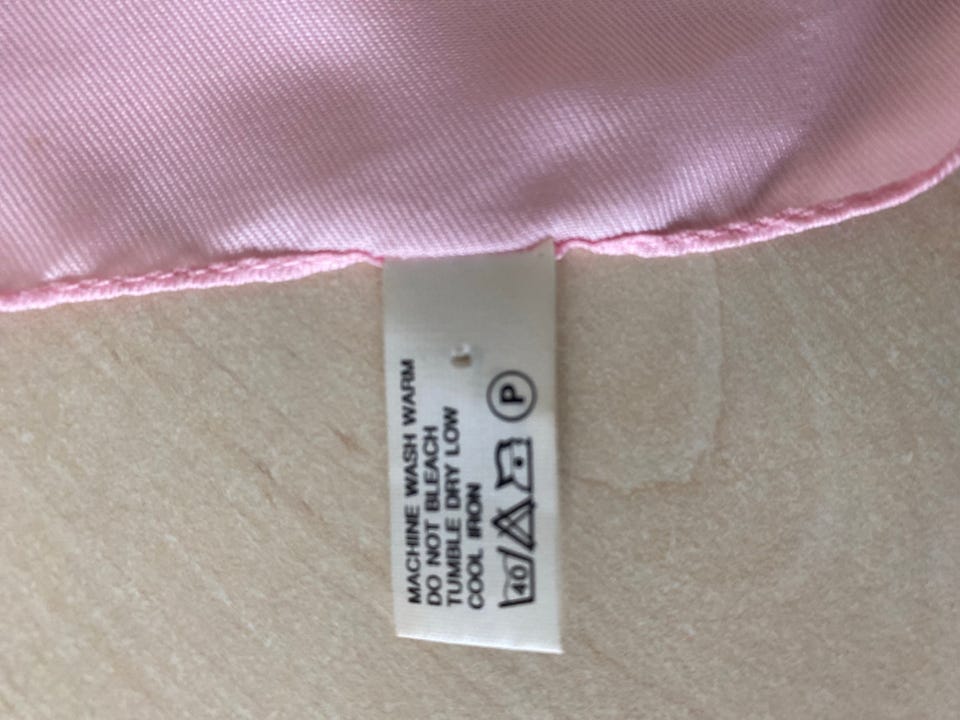 MACHINE WASH WARM
DO NOT BLEACH
TUMBLE DRY LOW
COOL IRON
40 P